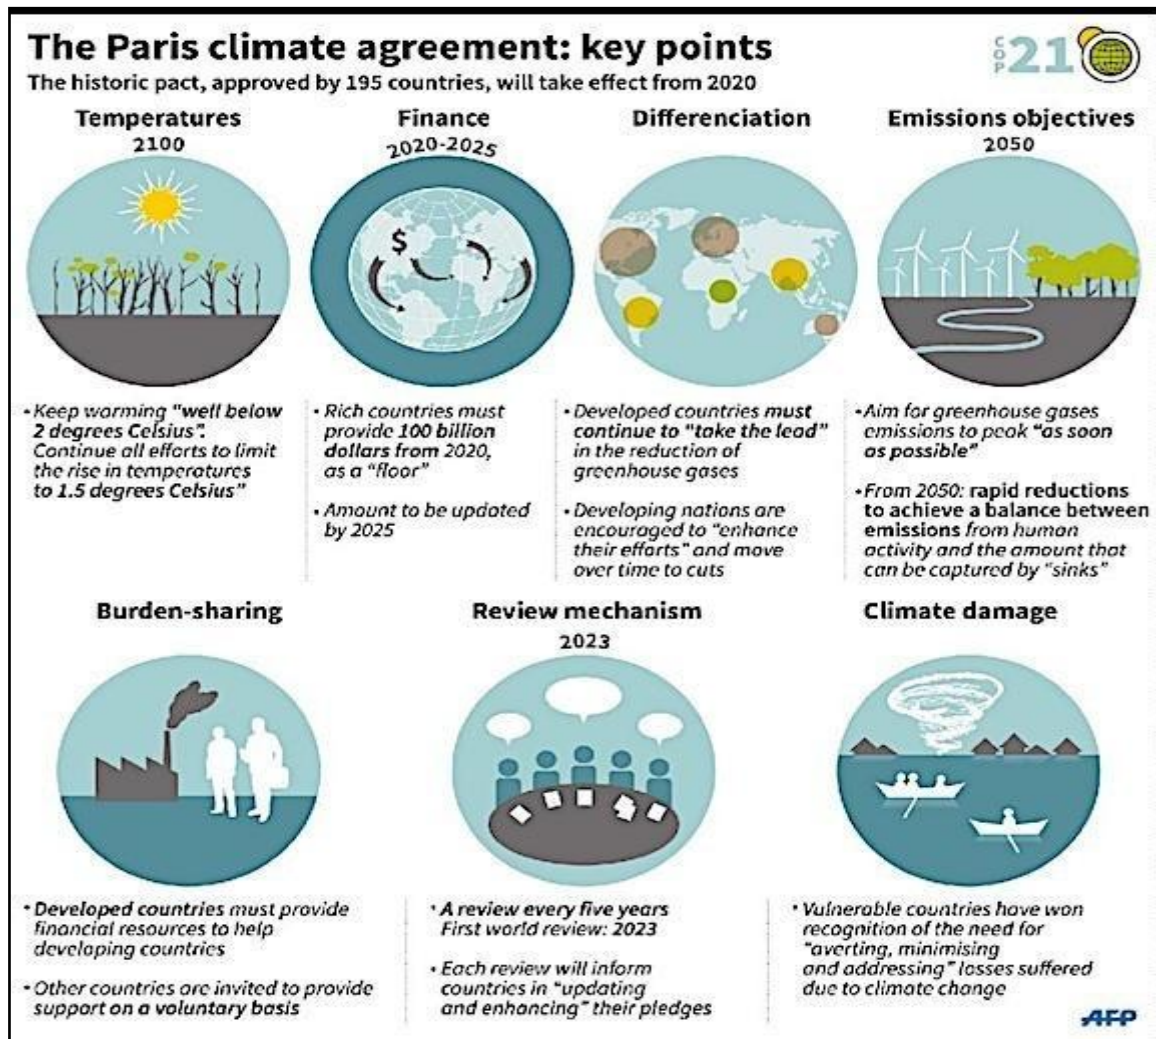 The Paris climate agreement: key points
The historic pact, approved by 195 countries, will take effect from 2020
COP
21
Temperatures
2100
• Keep warming "well below
2 degrees Celsius".
Continue all efforts to limit
the rise in temperatures
to 1.5 degrees Celsius"
Finance
2020-2025
$
• Rich countries must
provide 100 billion
dollars from 2020,
as a "floor"
• Amount to be updated
by 2025
Differenciation
• Developed countries must
continue to "take the lead"
in the reduction of
greenhouse gases
• Developing nations are
encouraged to "enhance
their efforts" and move
over time to cuts
Emissions objectives
2050
• Aim for greenhouse gases
emissions to peak "as soon
as possible"
• From 2050: rapid reductions
to achieve a balance between
emissions from human
activity and the amount that
can be captured by "sinks"
Burden-sharing
• Developed countries must provide
financial resources to help
developing countries
• Other countries are invited to provide
support on a voluntary basis
Review mechanism
2023
• A review every five years
First world review: 2023
• Each review will inform
countries in "updating
and enhancing" their pledges
Climate damage
• Vulnerable countries have won
recognition of the need for
"averting, minimising
and addressing" losses suffered
due to climate change
AFP